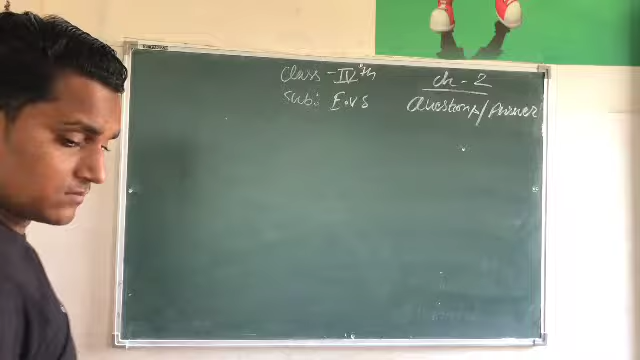 Class - IVth
Sub: E.V.S
Ch - 2
Questions/Answer